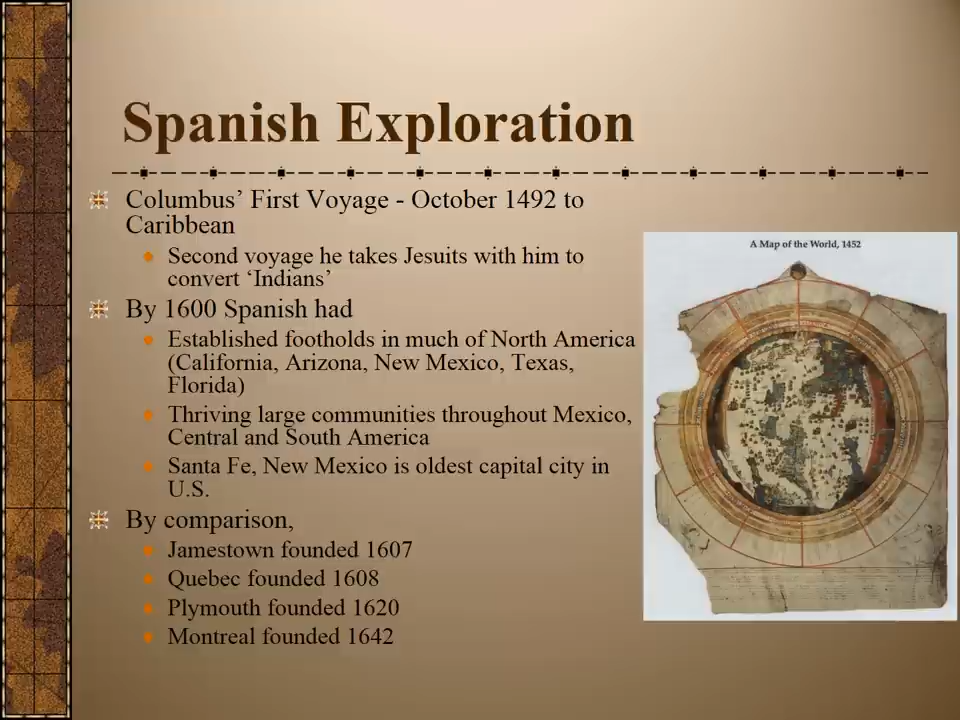 Spanish Exploration
Columbus’ First Voyage - October 1492 to
Caribbean
Second voyage he takes Jesuits with him to
convert ‘Indians’
By 1600 Spanish had
Established footholds in much of North America
(California, Arizona, New Mexico, Texas,
Florida)
Thriving large communities throughout Mexico,
Central and South America
Santa Fe, New Mexico is oldest capital city in
U.S.
By comparison,
Jamestown founded 1607
Quebec founded 1608
Plymouth founded 1620
Montreal founded 1642
A Map of the World, 1452